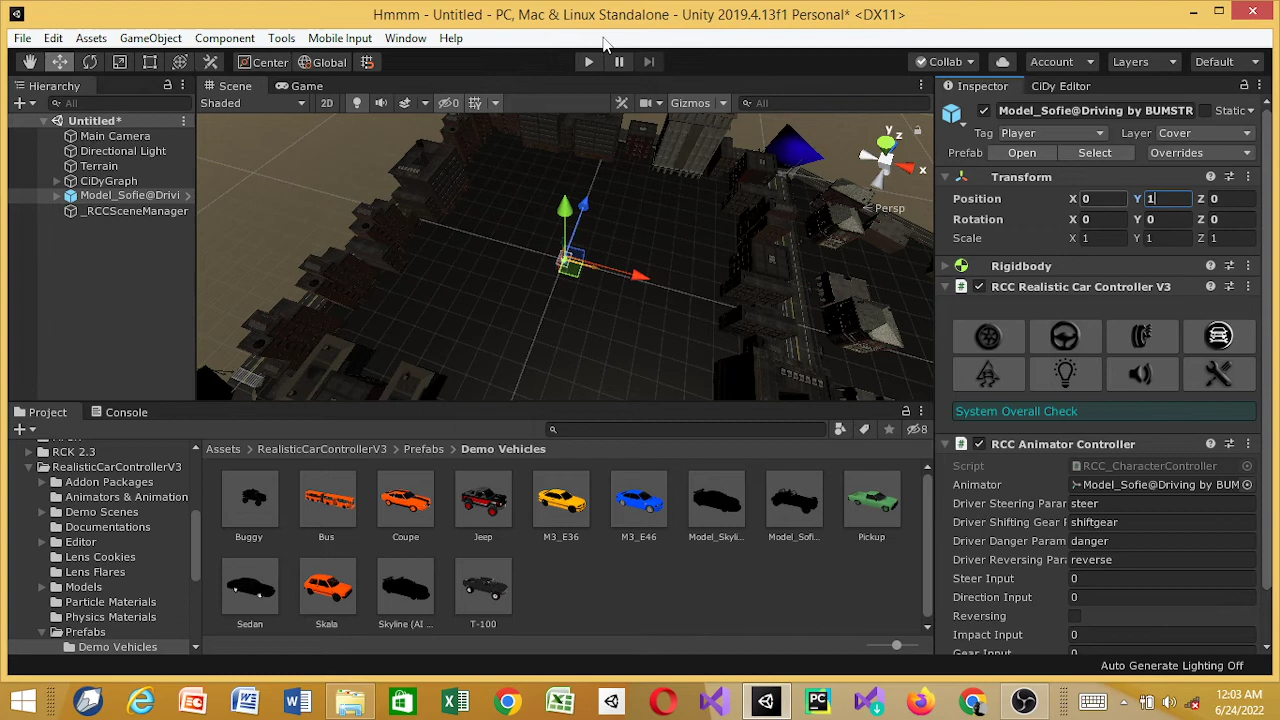 Hmmm - Untitled - PC, Mac & Linux Standalone - Unity 2019.4.13f1 Personal* <DX11>
File Edit Assets GameObject Component Tools Mobile Input Window Help
Center Global Collab Account Layers Default
Hierarchy Scene Game Inspector CiDy Editor
All Shaded 2D 0 Gizmos All
Untitled*
Main Camera
Directional Light
Terrain
CiDyGraph
Model_Sofie@Drivi
_RCCSceneManager
y
z
x
Persp
Model_Sofie@Driving by BUMSTR Static
Tag Player Layer Cover
Prefab Open Select Overrides
Transform
Position X 0 Y 1 Z 0
Rotation X 0 Y 0 Z 0
Scale X 1 Y 1 Z 1
Rigidbody
RCC Realistic Car Controller V3
System Overall Check
RCC Animator Controller
Script RCC_CharacterController
Animator Model_Sofie@Driving by BUM
Driver Steering Para steer
Driver Shifting Gear P shiftgear
Driver Danger Param danger
Driver Reversing Para reverse
Steer Input 0
Direction Input 0
Reversing
Impact Input 0
Gear Input 0
Auto Generate Lighting Off
Project Console
8
RCK 2.3
RealisticCarControllerV3
Addon Packages
Animators & Animation
Demo Scenes
Documentations
Editor
Lens Cookies
Lens Flares
Models
Particle Materials
Physics Materials
Prefabs
Demo Vehicles
Assets RealisticCarControllerV3 Prefabs Demo Vehicles
Buggy Bus Coupe Jeep M3_E36 M3_E46 Model_Skyli... Model_Sofi... Pickup
Sedan Skala Skyline (AI ... T-100
12:03 AM
6/24/2022